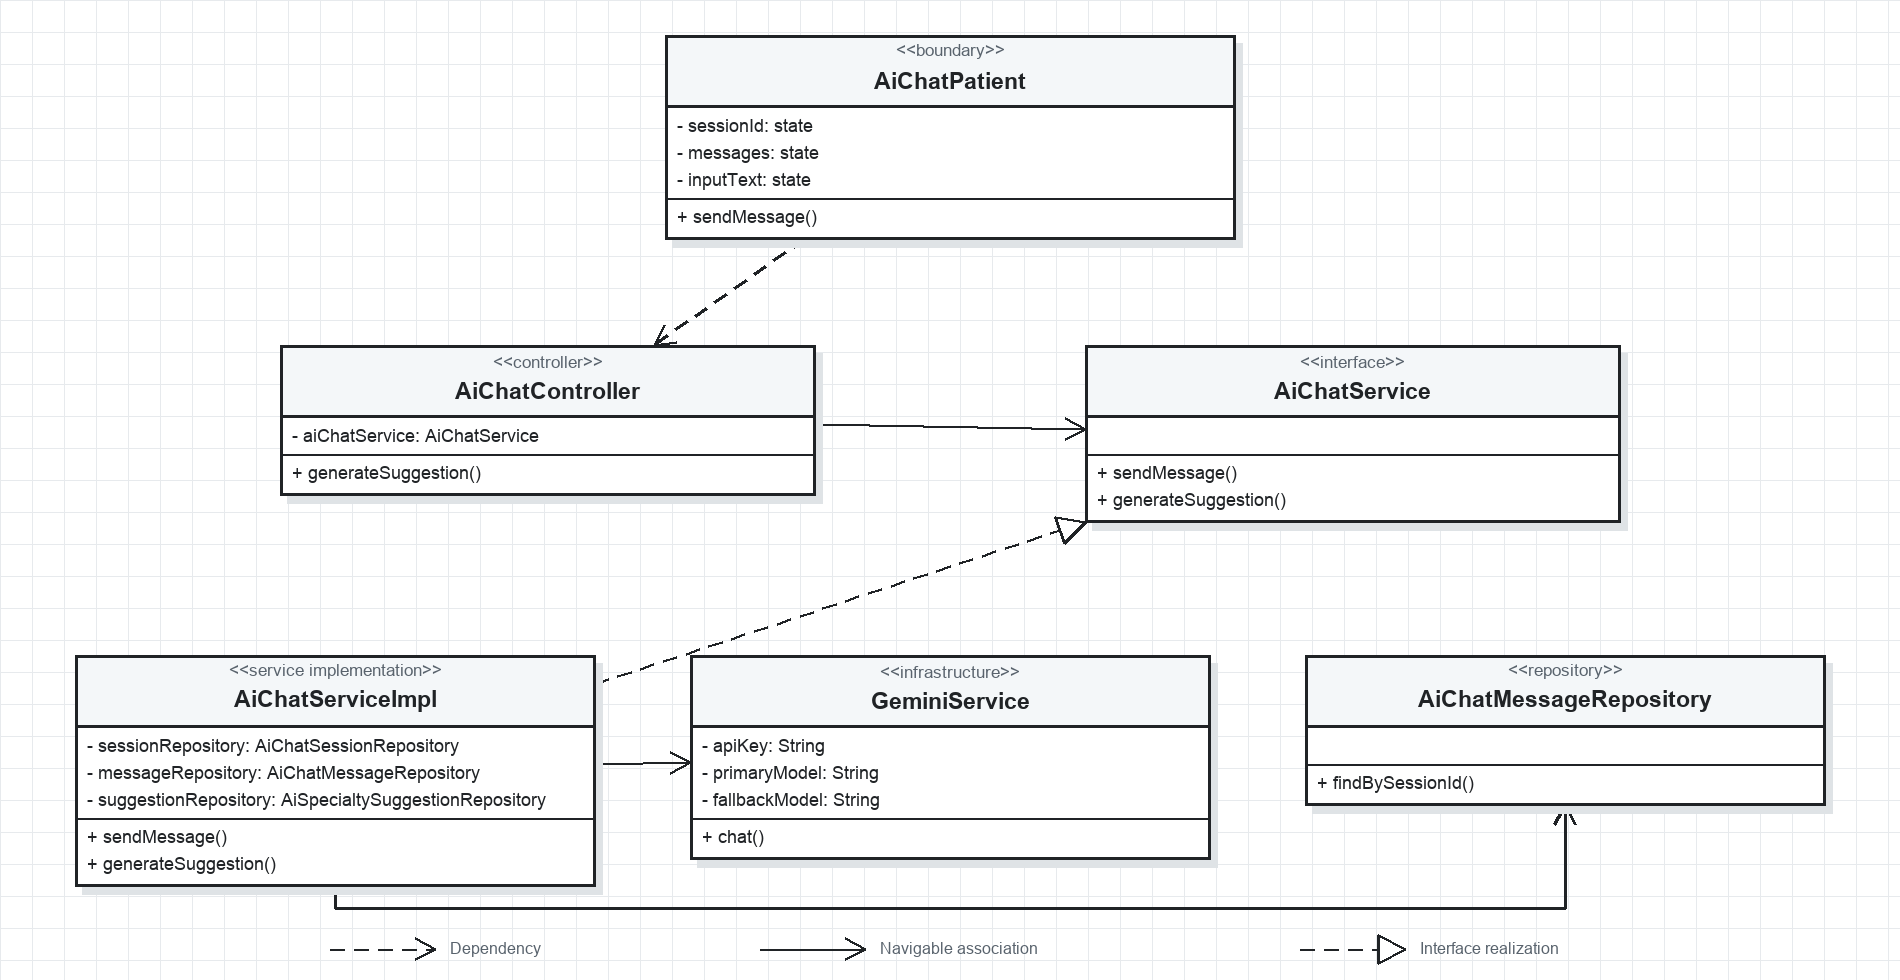 <<boundary>>
AiChatPatient
- sessionId: state
- messages: state
- inputText: state
+ sendMessage()
<<controller>>
AiChatController
- aiChatService: AiChatService
+ generateSuggestion()
<<interface>>
AiChatService
+ sendMessage()
+ generateSuggestion()
<<service implementation>>
AiChatServiceImpl
- sessionRepository: AiChatSessionRepository
- messageRepository: AiChatMessageRepository
- suggestionRepository: AiSpecialtySuggestionRepository
+ sendMessage()
+ generateSuggestion()
<<infrastructure>>
GeminiService
- apiKey: String
- primaryModel: String
- fallbackModel: String
+ chat()
<<repository>>
AiChatMessageRepository
+ findBySessionId()
Dependency
Navigable association
Interface realization